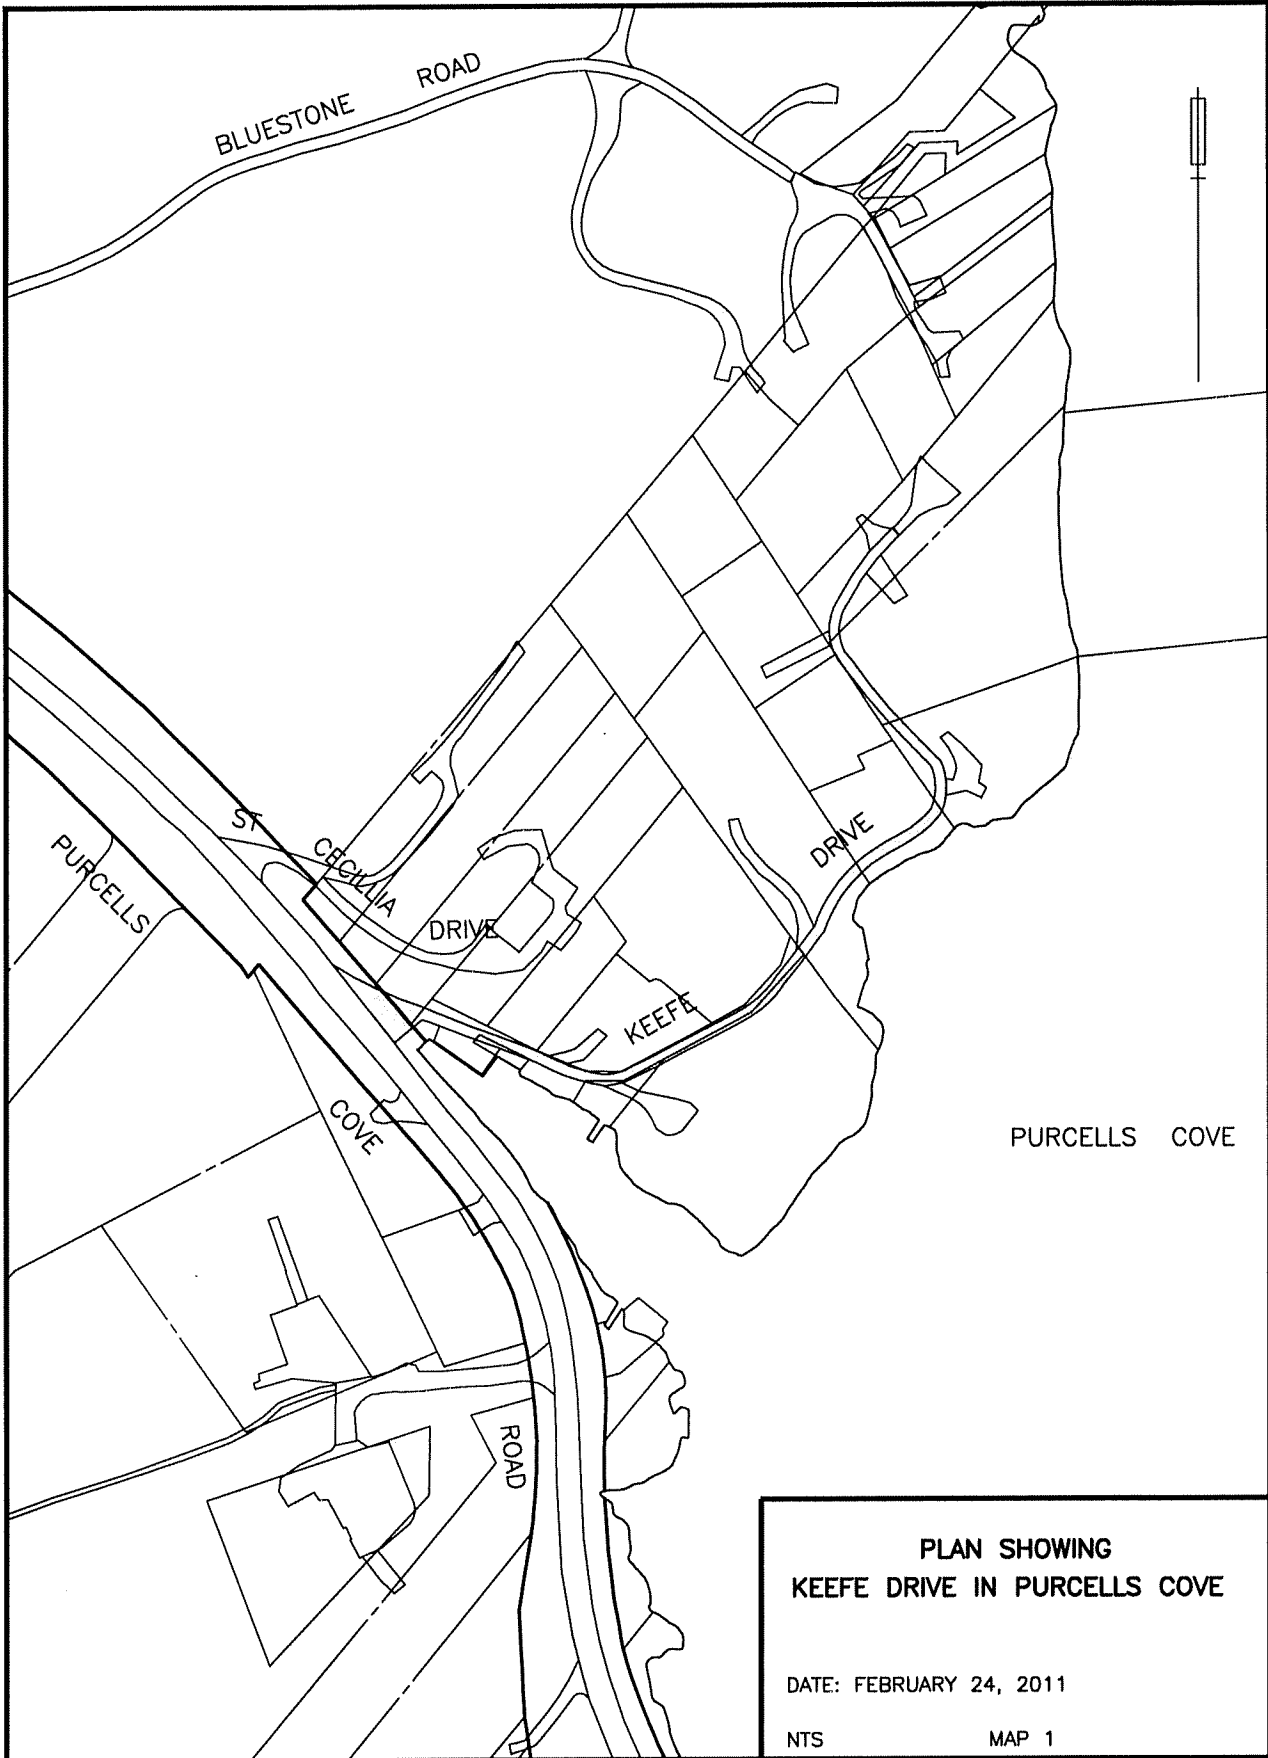 BLUESTONE ROAD
ST CECILLIA DRIVE
PURCELLS COVE ROAD
KEEFE DRIVE
PURCELLS COVE
PLAN SHOWING
KEEFE DRIVE IN PURCELLS COVE
DATE: FEBRUARY 24, 2011
NTS MAP 1